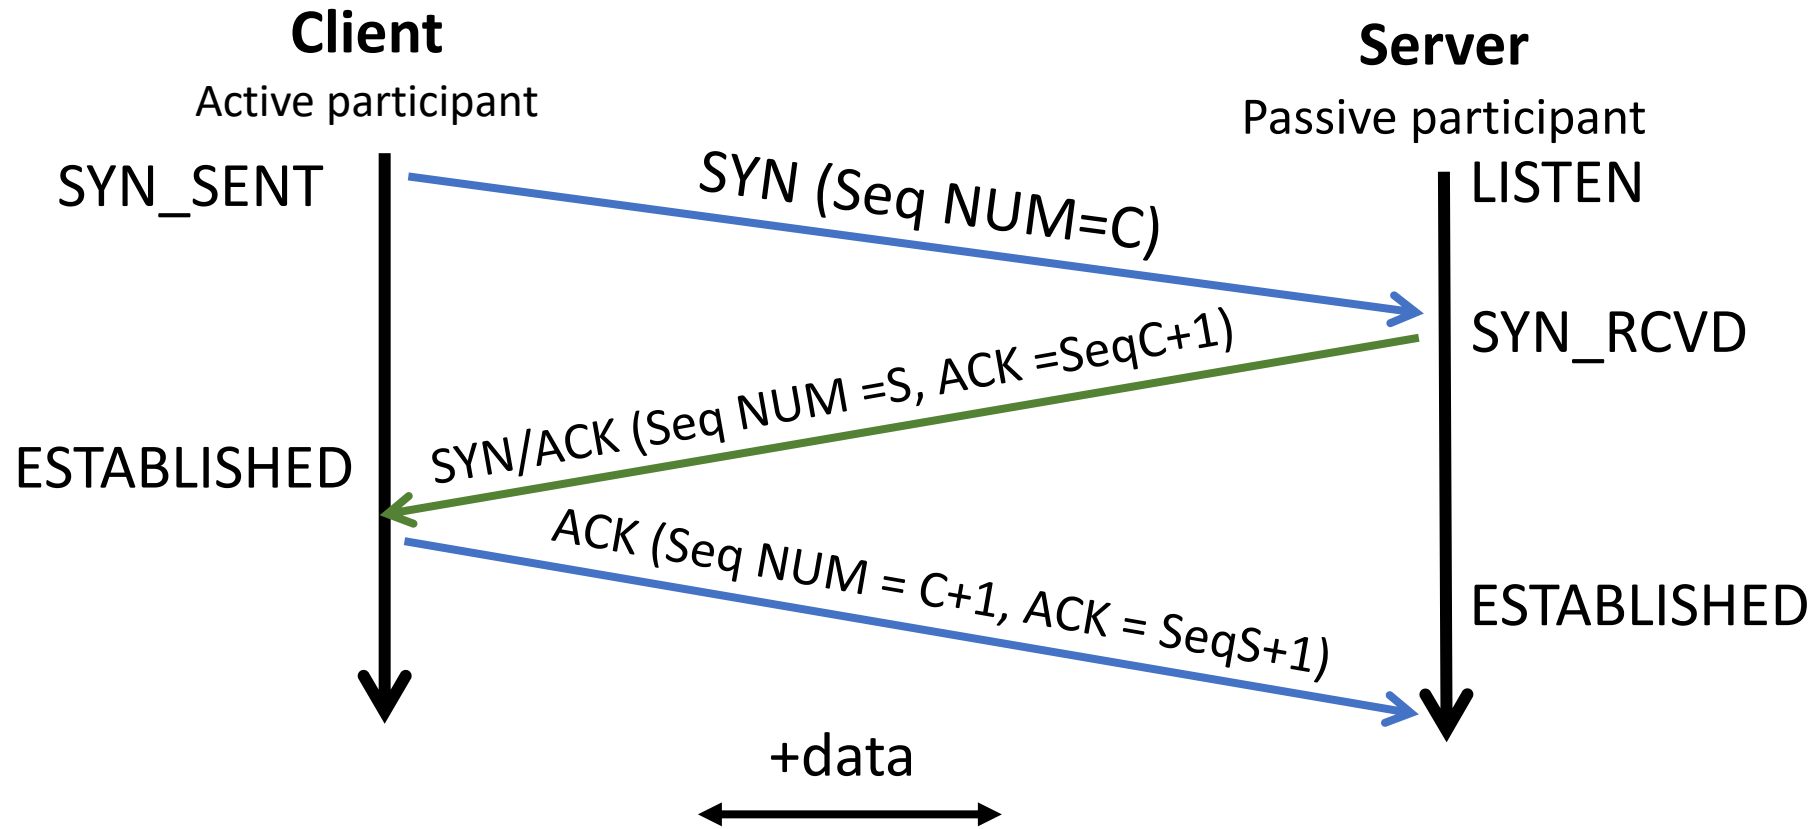 Client
Server
Active participant
Passive participant
SYN_SENT
SYN (Seq NUM=C)
LISTEN
SYN_RCVD
SYN/ACK (Seq NUM =S, ACK =SeqC+1)
ESTABLISHED
ACK (Seq NUM = C+1, ACK = SeqS+1)
ESTABLISHED
+data